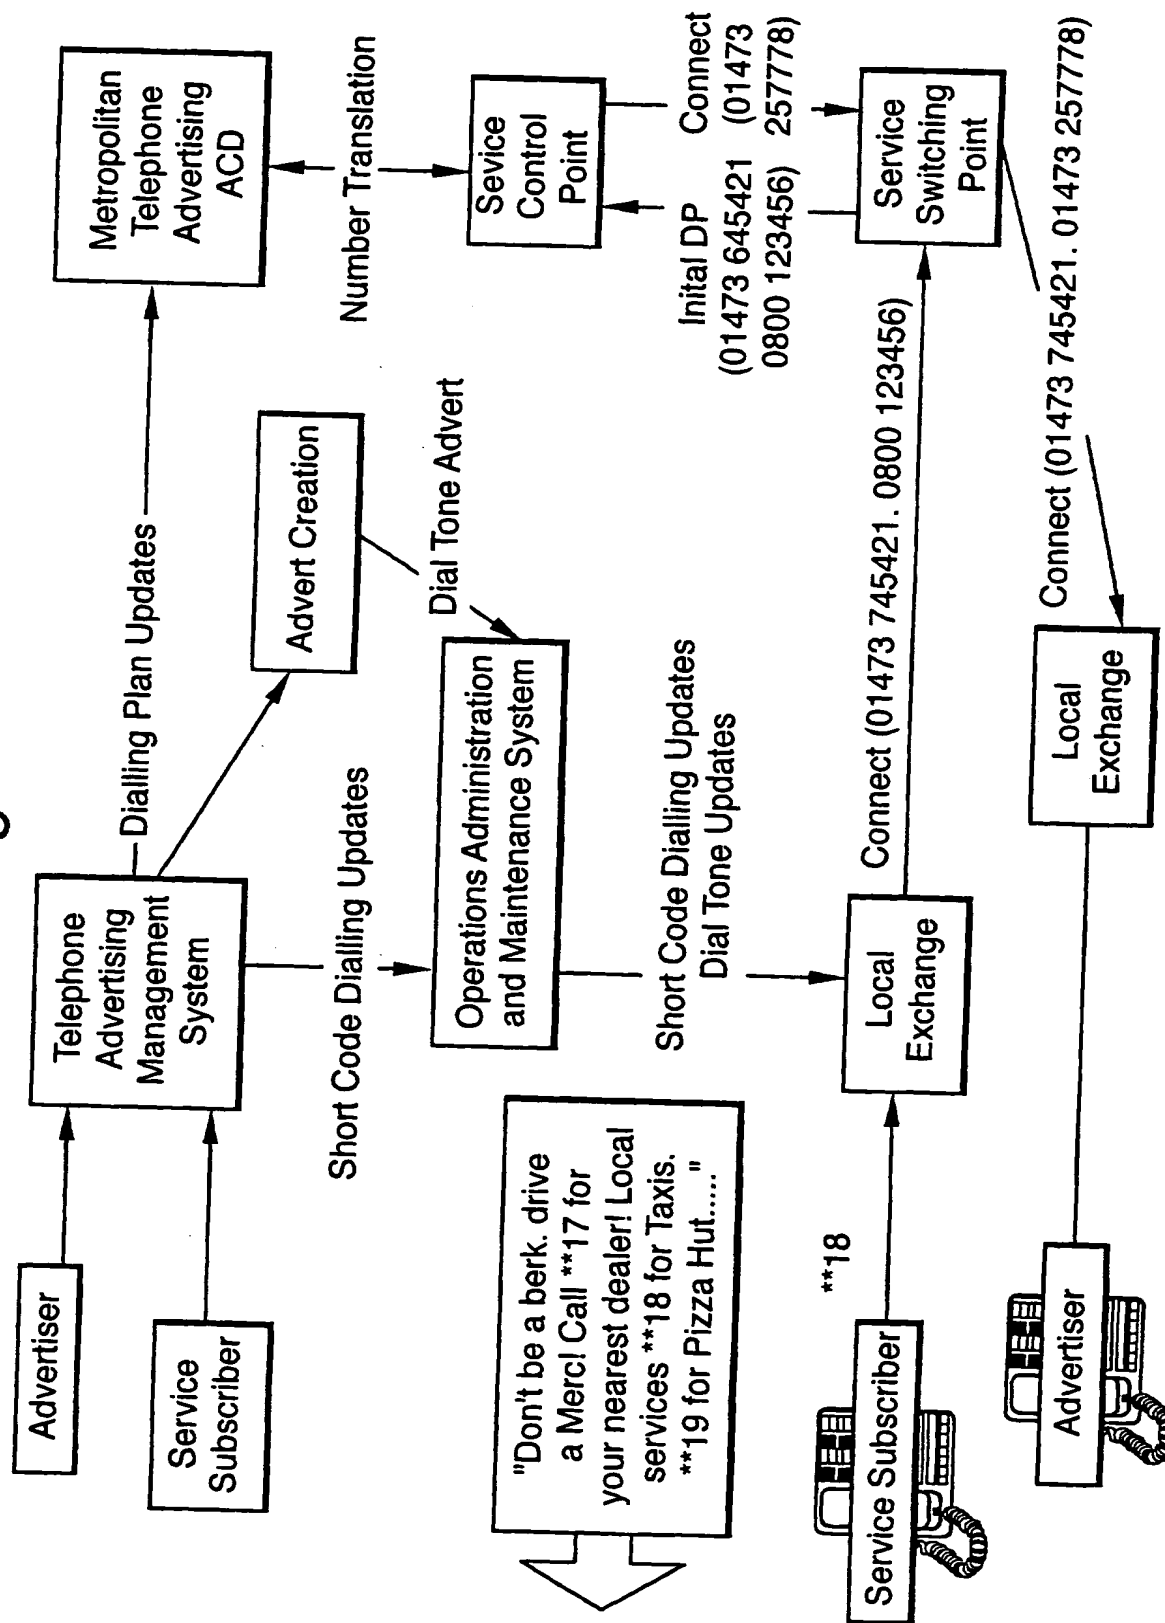 Advertiser
Service
Subscriber
Telephone
Advertising
Management
System
Dialling Plan Updates
Metropolitan
Telephone
Advertising
ACD
Advert Creation
Short Code Dialling Updates
Dial Tone Advert
Number Translation
Operations Administration
and Maintenance System
Sevice
Control
Point
"Don't be a berk. drive
a Merc! Call **17 for
your nearest dealer! Local
services **18 for Taxis.
**19 for Pizza Hut....."
Short Code Dialling Updates
Dial Tone Updates
Inital DP
(01473 645421
0800 123456)
Connect
(01473
257778)
Service Subscriber
**18
Local
Exchange
Connect (01473 745421. 0800 123456)
Service
Switching
Point
Advertiser
Local
Exchange
Connect (01473 745421. 01473 257778)